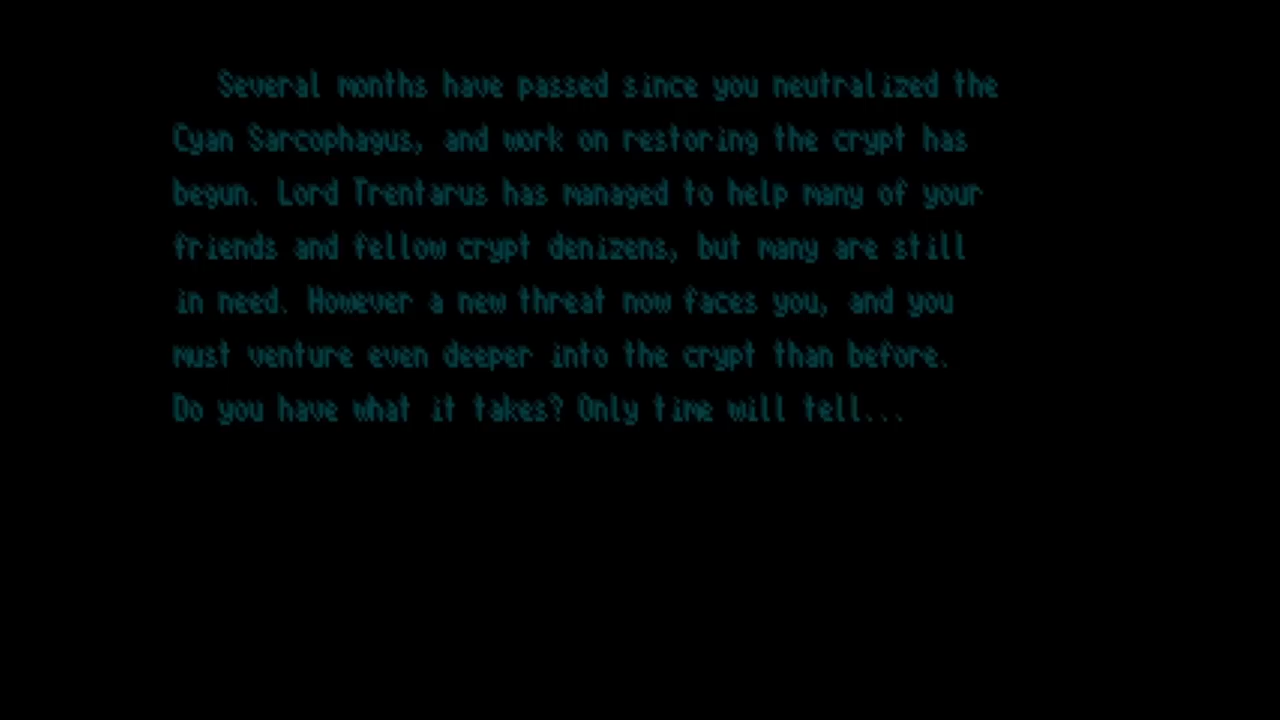 Several months have passed since you neutralized the
Cyan Sarcophagus, and work on restoring the crypt has
begun. Lord Trentarus has managed to help many of your
friends and fellow crypt denizens, but many are still
in need. However a new threat now faces you, and you
must venture even deeper into the crypt than before.
Do you have what it takes? Only time will tell...